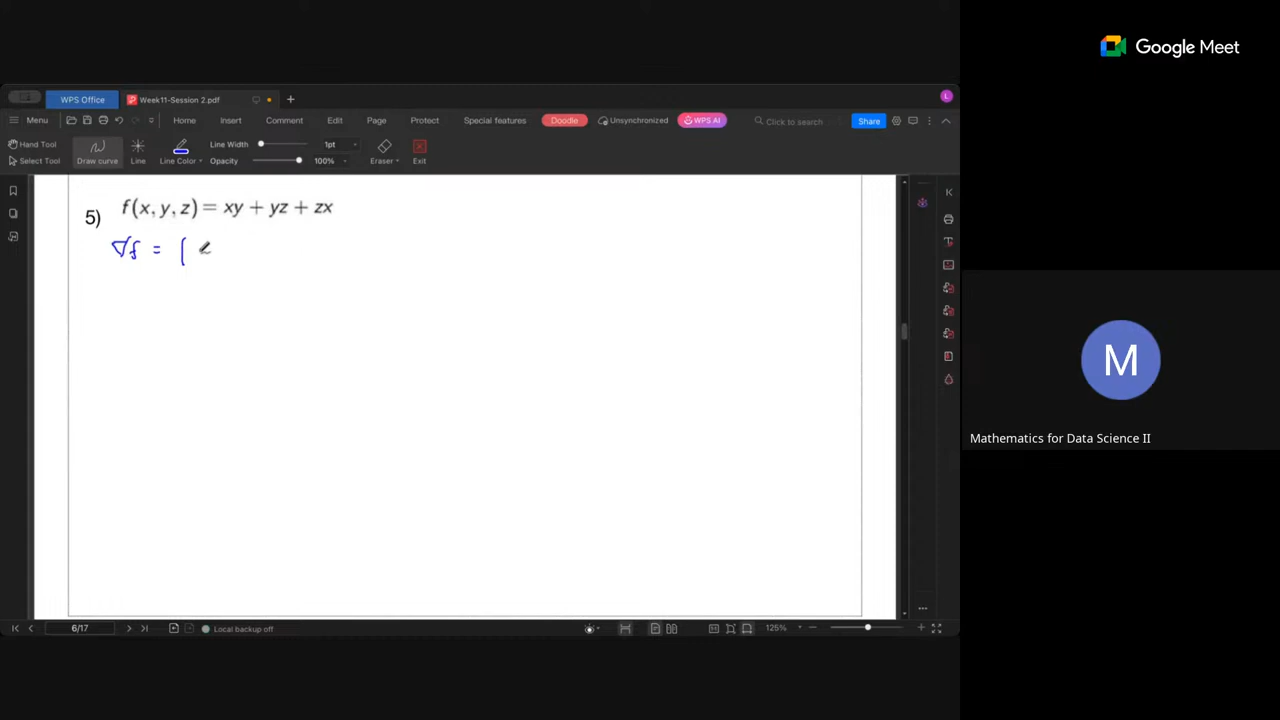 Google Meet
WPS Office
Week11-Session 2.pdf
L
Menu
Home
Insert
Comment
Edit
Page
Protect
Special features
Doodle
Unsynchronized
WPS AI
Click to search
Share
Hand Tool
Select Tool
Draw curve
Line
Line Color
Line Width
1pt
Opacity
100%
Eraser
Exit
5) f(x, y, z) = xy + yz + zx
∇f = [
M
Mathematics for Data Science II
6/17
Local backup off
125%